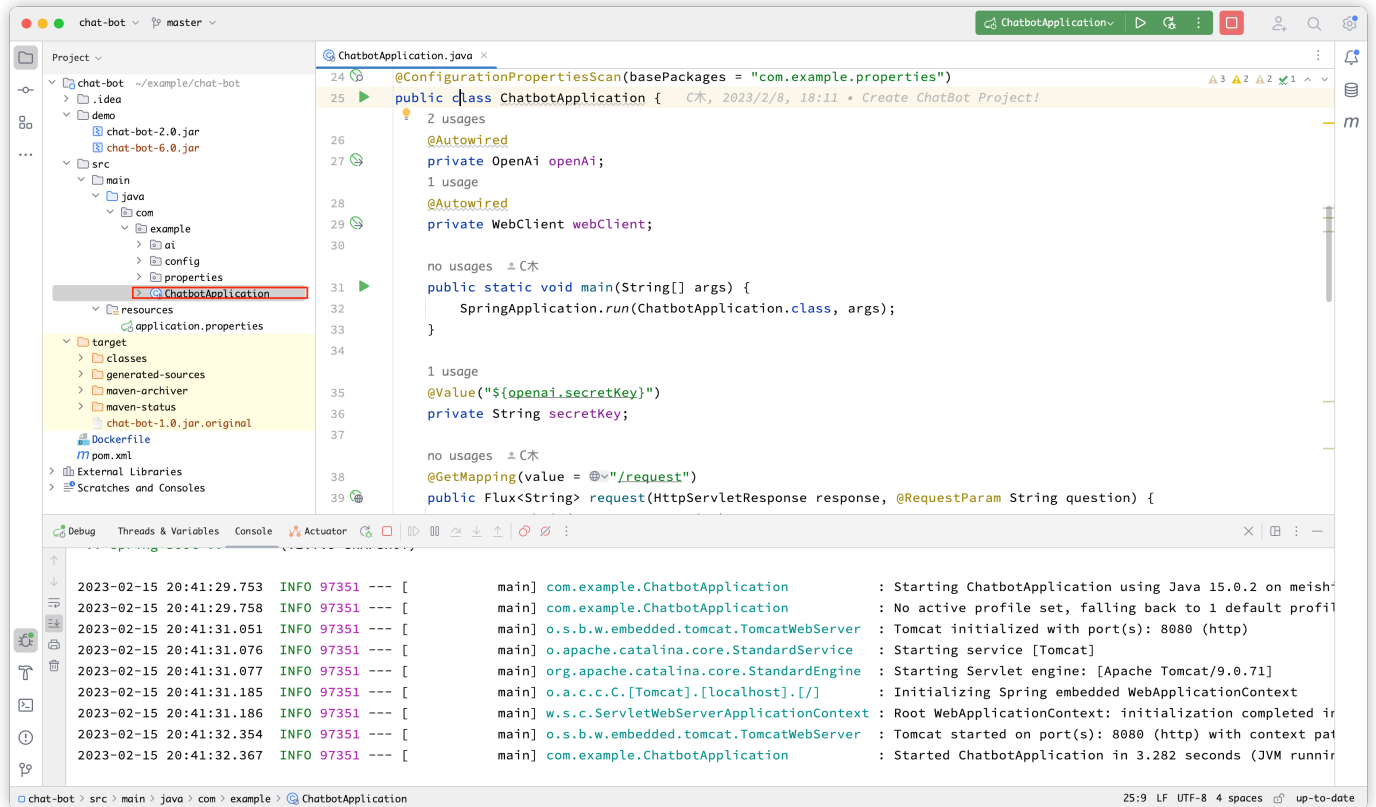 chat-bot master ChatbotApplication
Project
chat-bot ~/example/chat-bot
.idea
demo
chat-bot-2.0.jar
chat-bot-6.0.jar
src
main
java
com
example
ai
config
properties
ChatbotApplication
resources
application.properties
target
classes
generated-sources
maven-archiver
maven-status
chat-bot-1.0.jar.original
Dockerfile
pom.xml
External Libraries
Scratches and Consoles
ChatbotApplication.java
3 2 2 1
24 @ConfigurationPropertiesScan(basePackages = "com.example.properties")
25 public class ChatbotApplication { C木, 2023/2/8, 18:11 • Create ChatBot Project!
2 usages
26 @Autowired
27 private OpenAi openAi;
1 usage
28 @Autowired
29 private WebClient webClient;
30
no usages C木
31 public static void main(String[] args) {
32 SpringApplication.run(ChatbotApplication.class, args);
33 }
34
1 usage
35 @Value("${openai.secretKey}")
36 private String secretKey;
37
no usages C木
38 @GetMapping(value = "/request")
39 public Flux<String> request(HttpServletResponse response, @RequestParam String question) {
m
Debug Threads & Variables Console Actuator
2023-02-15 20:41:29.753 INFO 97351 --- [ main] com.example.ChatbotApplication : Starting ChatbotApplication using Java 15.0.2 on meish
2023-02-15 20:41:29.758 INFO 97351 --- [ main] com.example.ChatbotApplication : No active profile set, falling back to 1 default profil
2023-02-15 20:41:31.051 INFO 97351 --- [ main] o.s.b.w.embedded.tomcat.TomcatWebServer : Tomcat initialized with port(s): 8080 (http)
2023-02-15 20:41:31.076 INFO 97351 --- [ main] o.apache.catalina.core.StandardService : Starting service [Tomcat]
2023-02-15 20:41:31.077 INFO 97351 --- [ main] org.apache.catalina.core.StandardEngine : Starting Servlet engine: [Apache Tomcat/9.0.71]
2023-02-15 20:41:31.185 INFO 97351 --- [ main] o.a.c.c.C.[Tomcat].[localhost].[/] : Initializing Spring embedded WebApplicationContext
2023-02-15 20:41:31.186 INFO 97351 --- [ main] w.s.c.ServletWebServerApplicationContext : Root WebApplicationContext: initialization completed in
2023-02-15 20:41:32.354 INFO 97351 --- [ main] o.s.b.w.embedded.tomcat.TomcatWebServer : Tomcat started on port(s): 8080 (http) with context pat
2023-02-15 20:41:32.367 INFO 97351 --- [ main] com.example.ChatbotApplication : Started ChatbotApplication in 3.282 seconds (JVM runnin
chat-bot > src > main > java > com > example > ChatbotApplication 25:9 LF UTF-8 4 spaces up-to-date